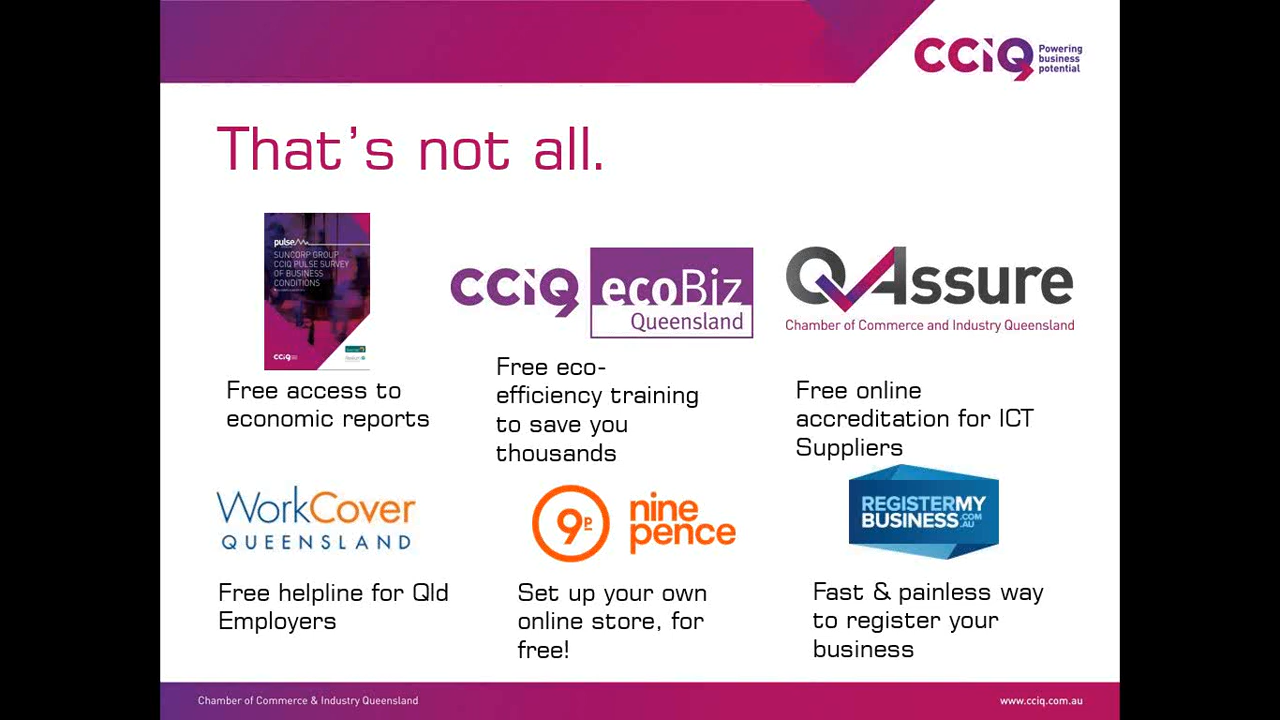 CCIQ Powering
business
potential
That's not all.
pulse
SUNCORP GROUP
CCIQ PULSE SURVEY
OF BUSINESS
CONDITIONS
cciq
Free access to
economic reports
CCIQ ecoBiz
Queensland
Free eco-
efficiency training
to save you
thousands
QAssure
Chamber of Commerce and Industry Queensland
Free online
accreditation for ICT
Suppliers
WorkCover
QUEENSLAND
Free helpline for Qld
Employers
9P nine
pence
Set up your own
online store, for
free!
REGISTERMY
BUSINESS.COM
.AU
Fast & painless way
to register your
business
Chamber of Commerce & Industry Queensland
www.cciq.com.au